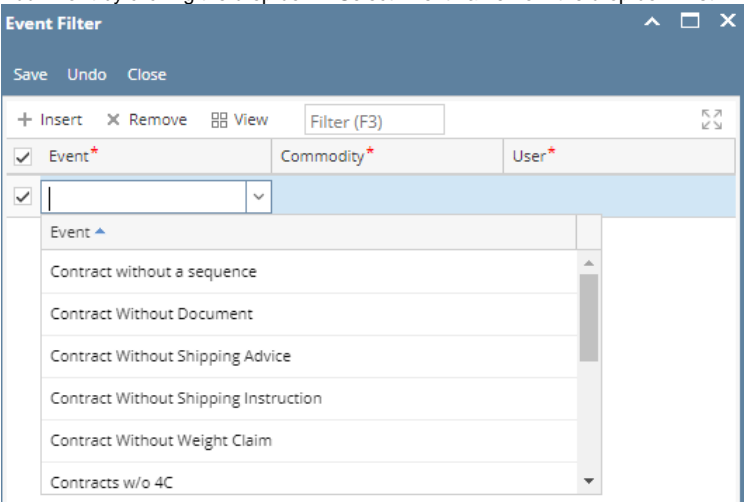 Event Filter
Save Undo Close
Insert Remove View Filter (F3)
Event* Commodity* User*
Event
Contract without a sequence
Contract Without Document
Contract Without Shipping Advice
Contract Without Shipping Instruction
Contract Without Weight Claim
Contracts w/o 4C